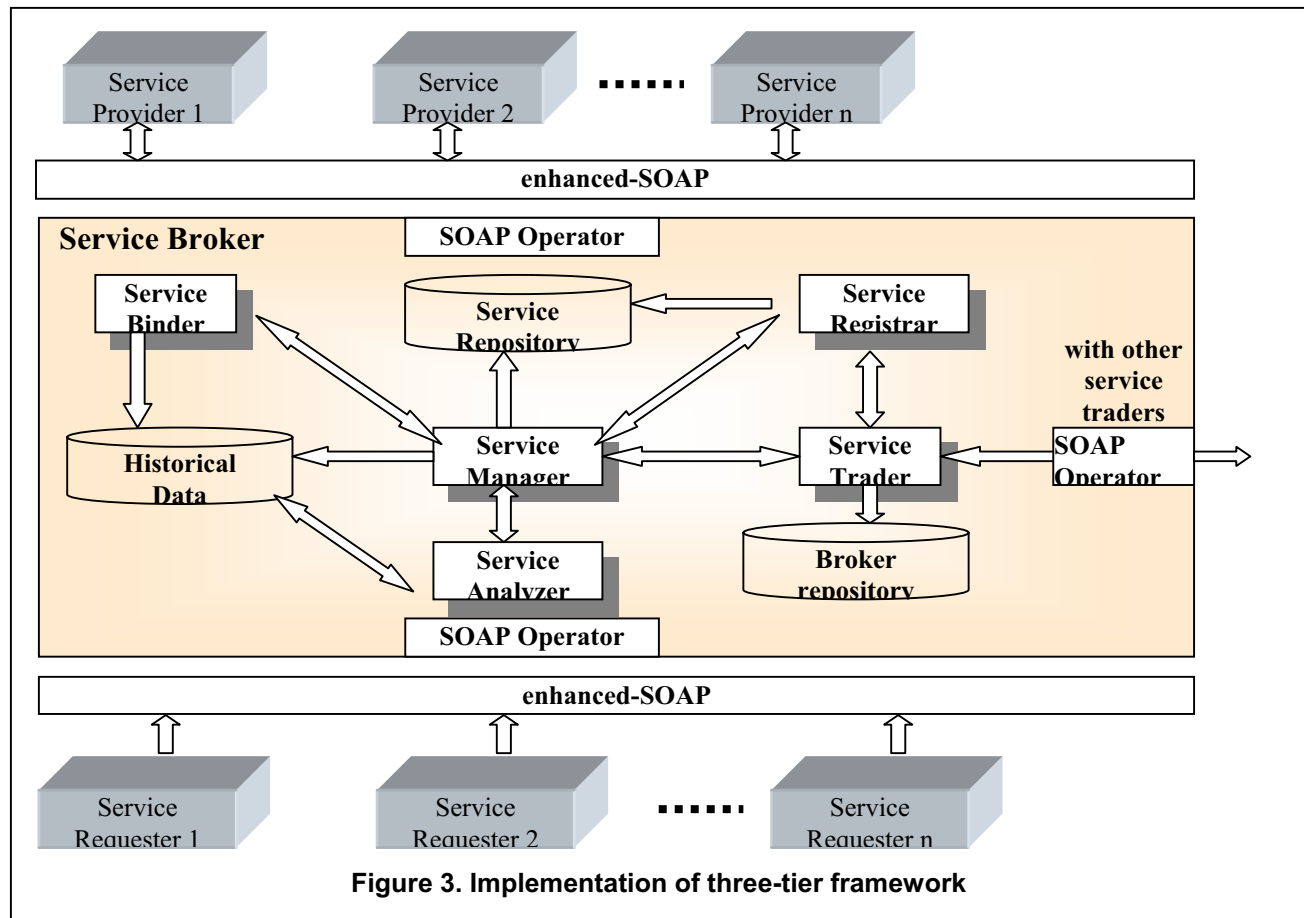 Service
Provider 1
Service
Provider 2
Service
Provider n
enhanced-SOAP
Service Broker
SOAP Operator
Service
Binder
Service
Repository
Service
Registrar
with other
service
traders
Historical
Data
Service
Manager
Service
Trader
SOAP
Operator
Service
Analyzer
Broker
repository
SOAP Operator
enhanced-SOAP
Service
Requester 1
Service
Requester 2
Service
Requester n
Figure 3. Implementation of three-tier framework